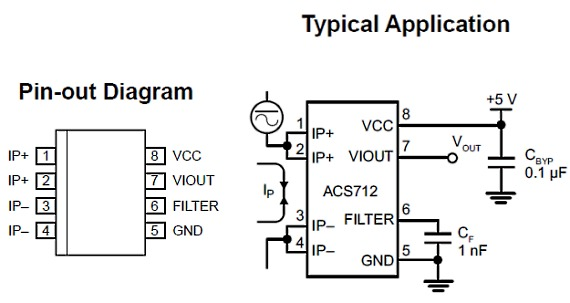 Typical Application
Pin-out Diagram
IP+ 1 8 VCC
IP+ 2 7 VIOUT
IP– 3 6 FILTER
IP– 4 5 GND
+5 V
1 IP+
2 IP+
IP
3 IP–
4 IP–
ACS712
VCC 8
VIOUT 7
VOUT
FILTER 6
GND 5
CBYP
0.1 µF
CF
1 nF